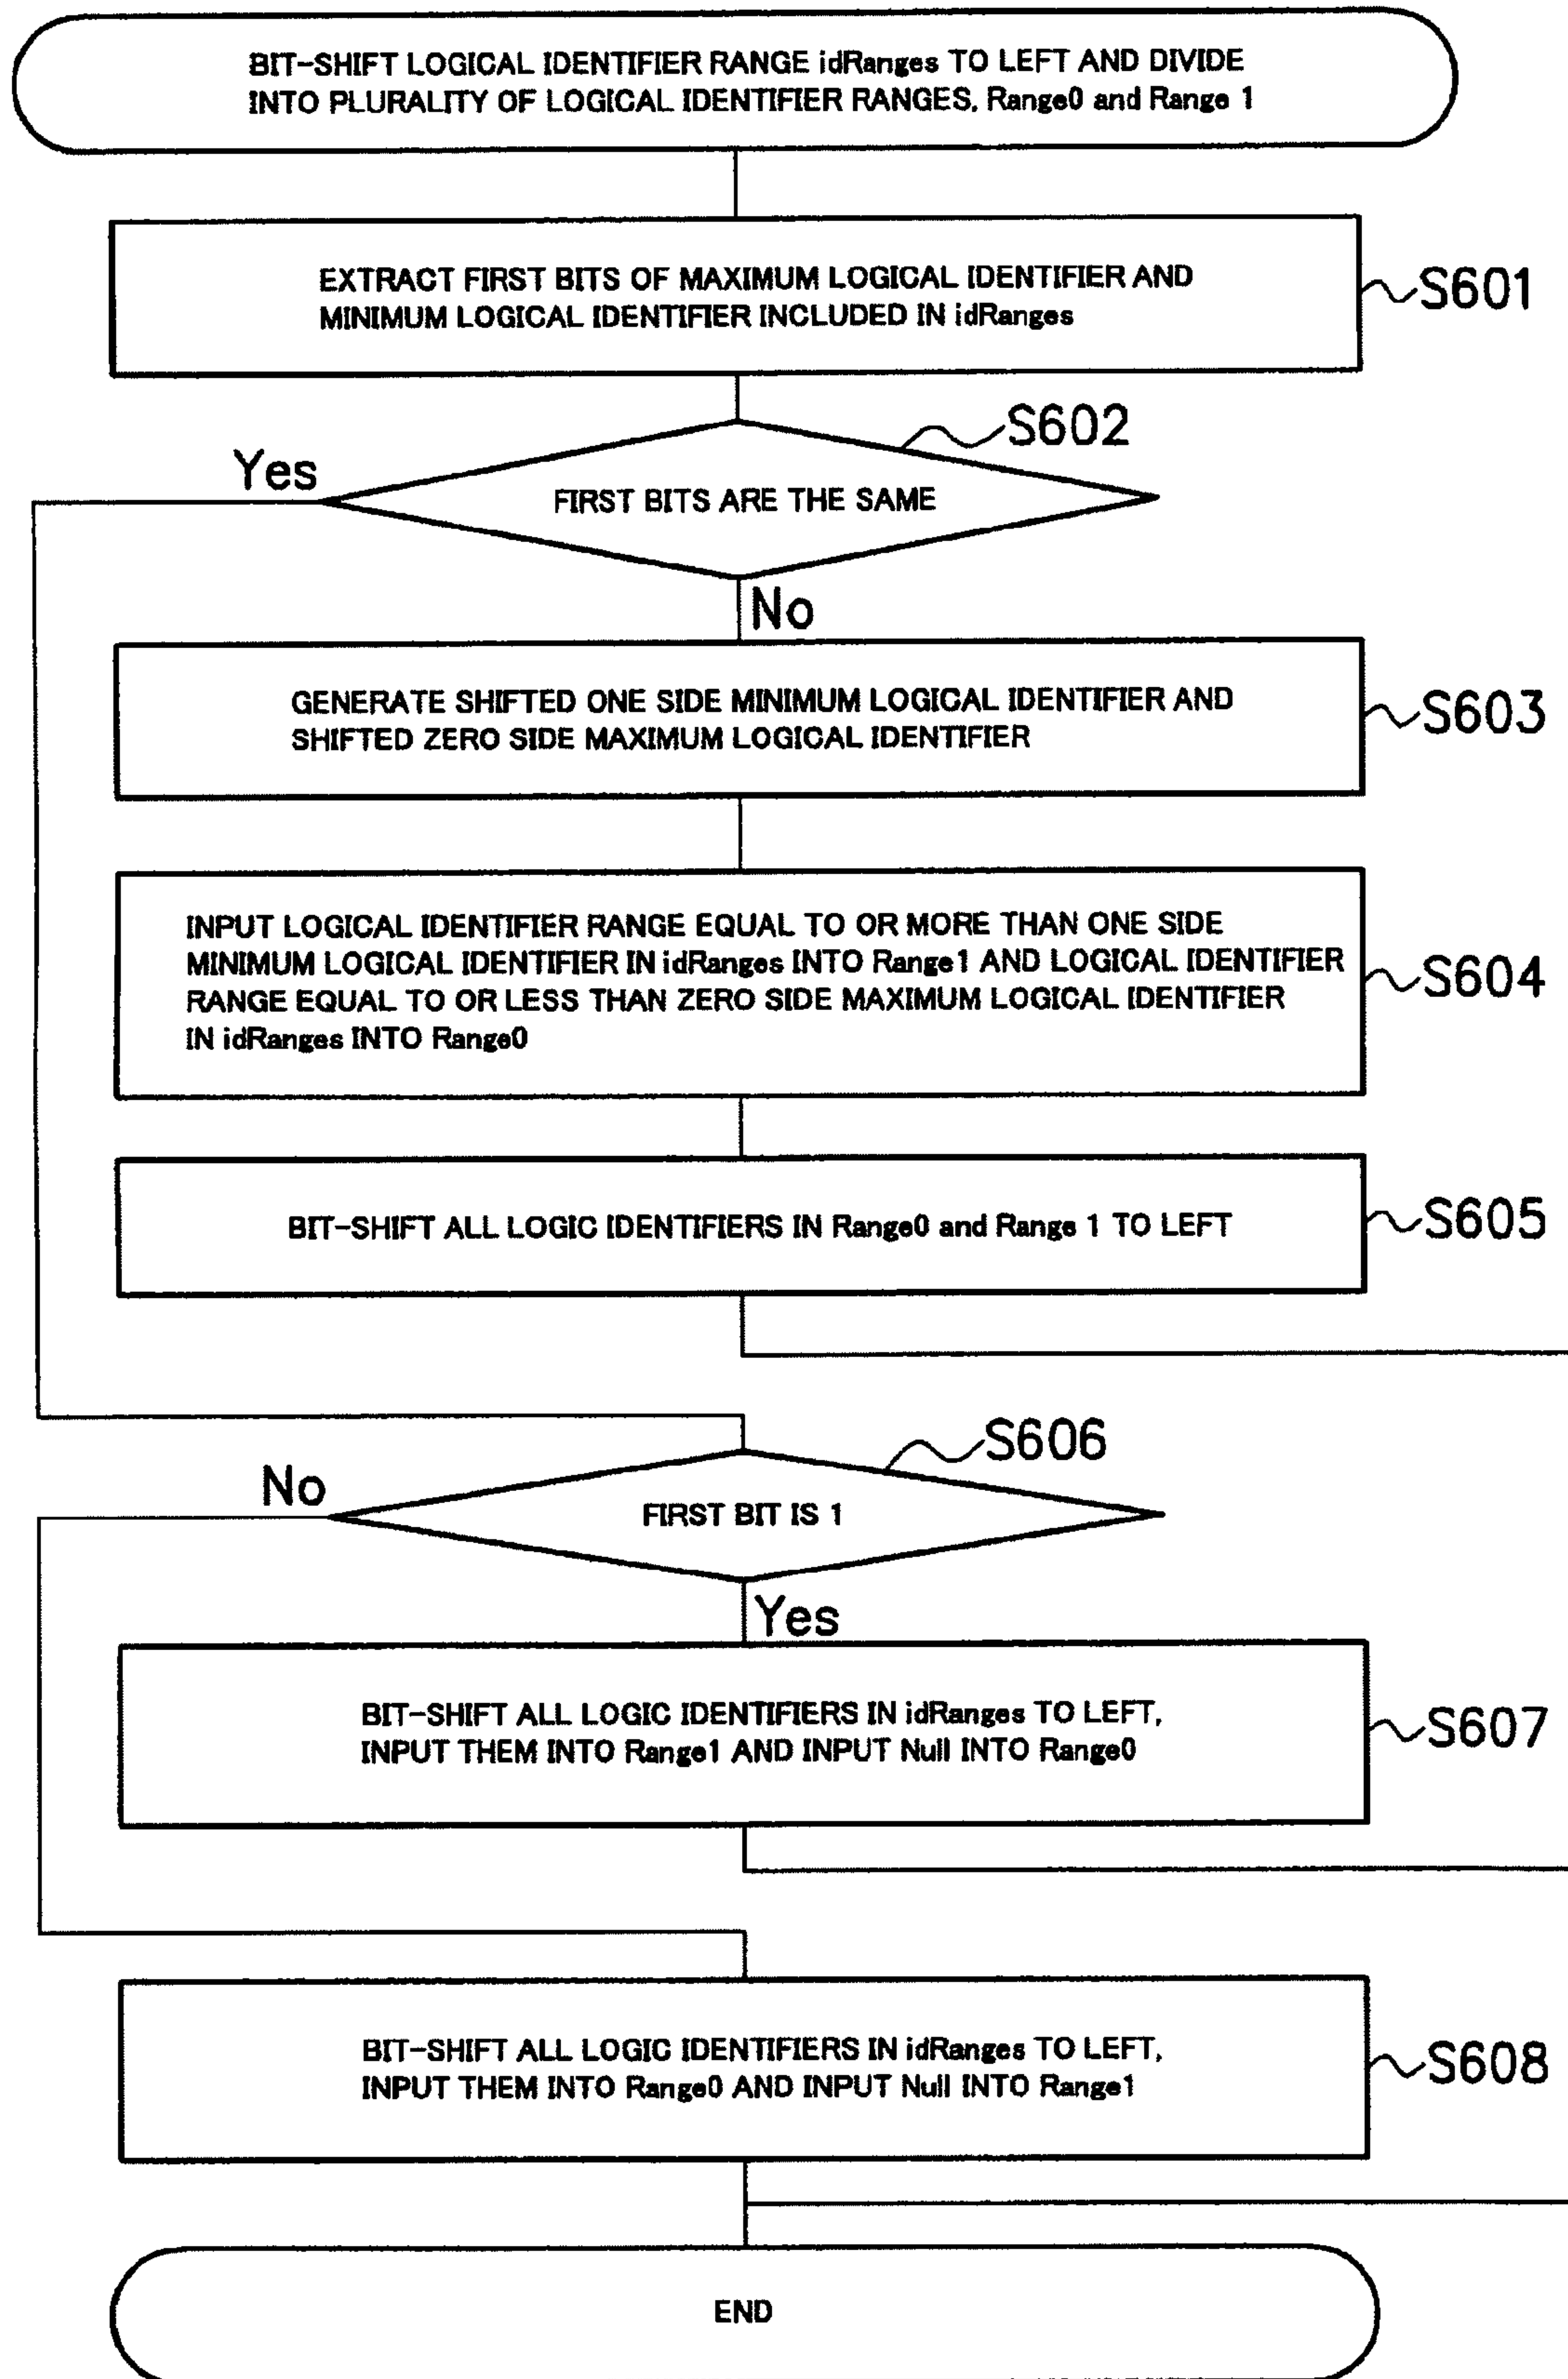 BIT-SHIFT LOGICAL IDENTIFIER RANGE idRanges TO LEFT AND DIVIDE
INTO PLURALITY OF LOGICAL IDENTIFIER RANGES, Range0 and Range 1
EXTRACT FIRST BITS OF MAXIMUM LOGICAL IDENTIFIER AND
MINIMUM LOGICAL IDENTIFIER INCLUDED IN idRanges
S601
S602
Yes
FIRST BITS ARE THE SAME
No
GENERATE SHIFTED ONE SIDE MINIMUM LOGICAL IDENTIFIER AND
SHIFTED ZERO SIDE MAXIMUM LOGICAL IDENTIFIER
S603
INPUT LOGICAL IDENTIFIER RANGE EQUAL TO OR MORE THAN ONE SIDE
MINIMUM LOGICAL IDENTIFIER IN idRanges INTO Range1 AND LOGICAL IDENTIFIER
RANGE EQUAL TO OR LESS THAN ZERO SIDE MAXIMUM LOGICAL IDENTIFIER
IN idRanges INTO Range0
S604
BIT-SHIFT ALL LOGIC IDENTIFIERS IN Range0 and Range 1 TO LEFT
S605
S606
No
FIRST BIT IS 1
Yes
BIT-SHIFT ALL LOGIC IDENTIFIERS IN idRanges TO LEFT,
INPUT THEM INTO Range1 AND INPUT Null INTO Range0
S607
BIT-SHIFT ALL LOGIC IDENTIFIERS IN idRanges TO LEFT,
INPUT THEM INTO Range0 AND INPUT Null INTO Range1
S608
END